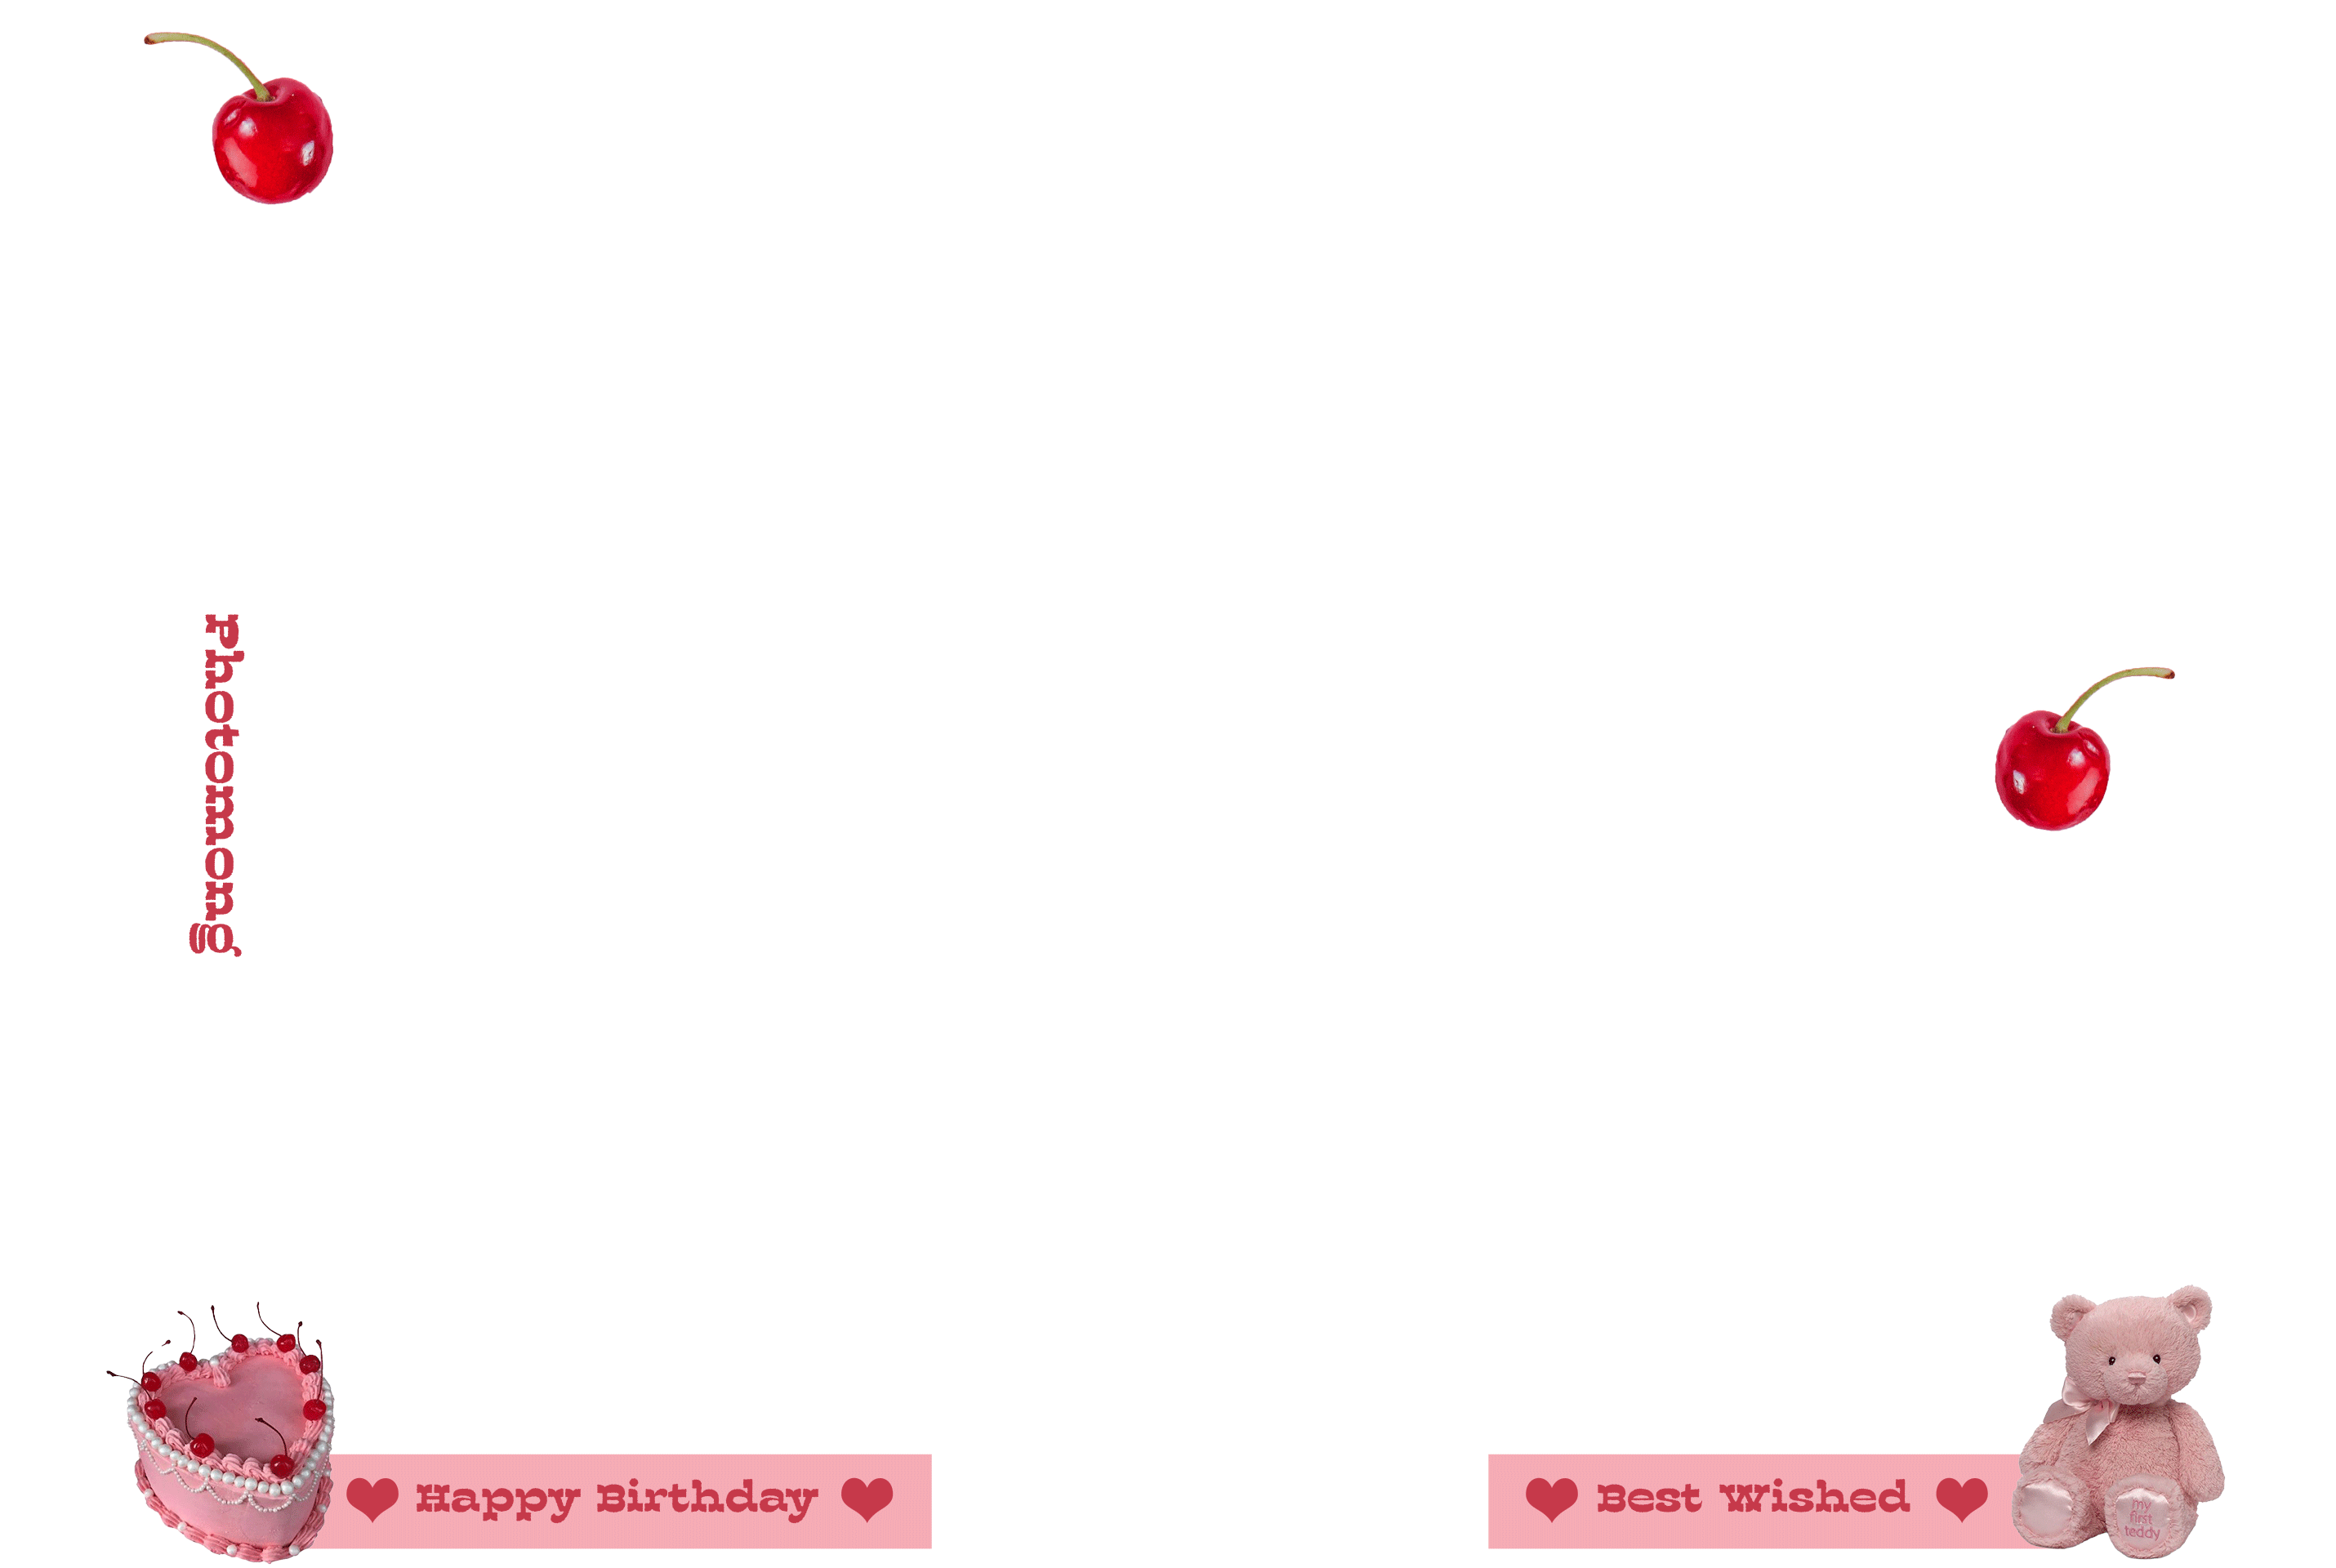 Photomong
Happy Birthday
Best Wished
my
first
teddy